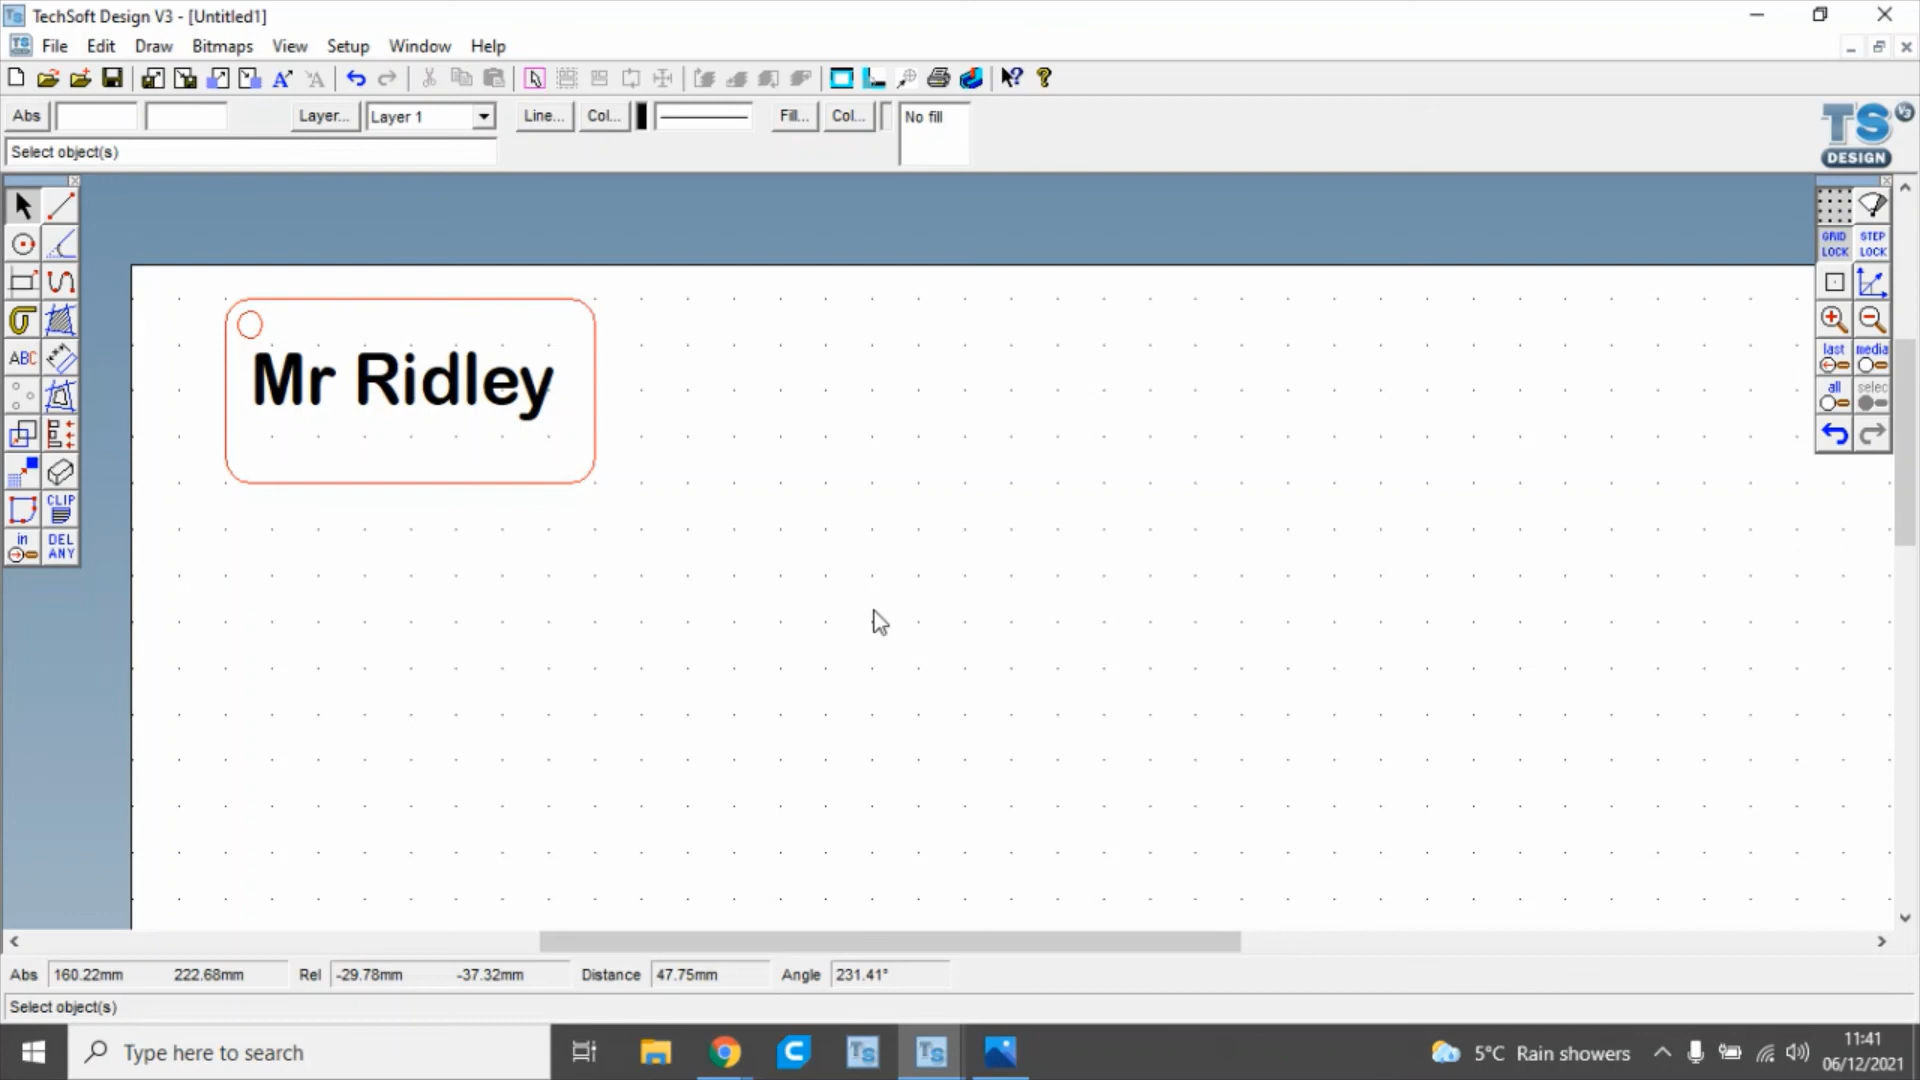 TechSoft Design V3 - [Untitled1]
File Edit Draw Bitmaps View Setup Window Help
Abs Layer... Layer 1 Line... Col... Fill... Col... No fill
Select object(s)
TS V3
DESIGN
GRID LOCK STEP LOCK
ABC
last media
all selec
CLIP
in DEL ANY
Mr Ridley
Abs 160.22mm 222.68mm Rel -29.78mm -37.32mm Distance 47.75mm Angle 231.41°
Select object(s)
Type here to search
5°C Rain showers
11:41
06/12/2021